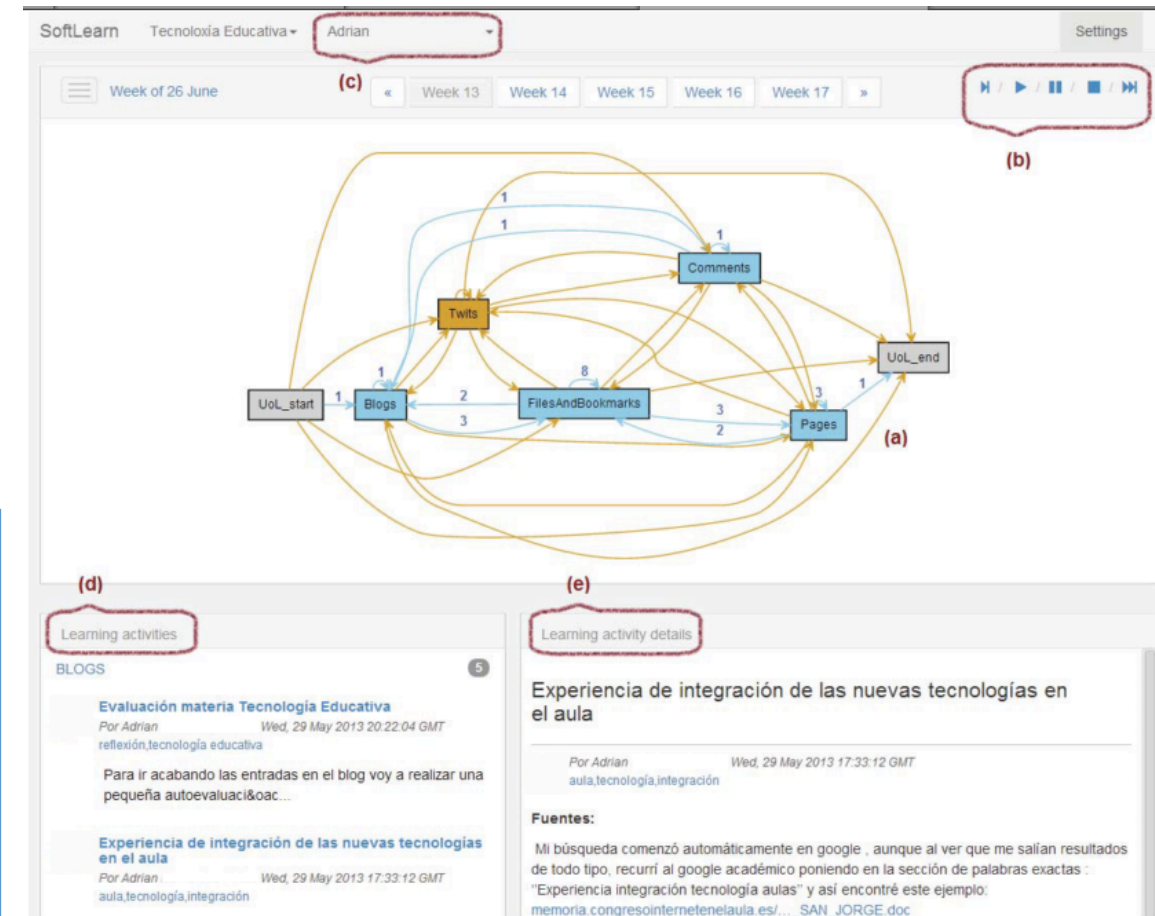 SoftLearn Tecnoloxía Educativa Adrian Settings
(c)
Week of 26 June « Week 13 Week 14 Week 15 Week 16 Week 17 »
(b)
1
1
1
Comments
Twits
UoL_end
1
8
UoL_start 1 Blogs 2 FilesAndBookmarks 3 3 1
3 2 Pages
(a)
(d) (e)
Learning activities
BLOGS 5
Evaluación materia Tecnología Educativa
Por Adrian Wed, 29 May 2013 20:22:04 GMT
reflexión,tecnología educativa
Para ir acabando las entradas en el blog voy a realizar una
pequeña autoevaluaci&oac...
Experiencia de integración de las nuevas tecnologías
en el aula
Por Adrian Wed, 29 May 2013 17:33:12 GMT
aula,tecnología,integración
Learning activity details
Experiencia de integración de las nuevas tecnologías en
el aula
Por Adrian Wed, 29 May 2013 17:33:12 GMT
aula,tecnología,integración
Fuentes:
Mi búsqueda comenzó automáticamente en google , aunque al ver que me salían resultados
de todo tipo, recurrí al google académico poniendo en la sección de palabras exactas :
"Experiencia integración tecnología aulas" y así encontré este ejemplo:
memoria.congresointernetenelaula.es/... SAN_JORGE.doc